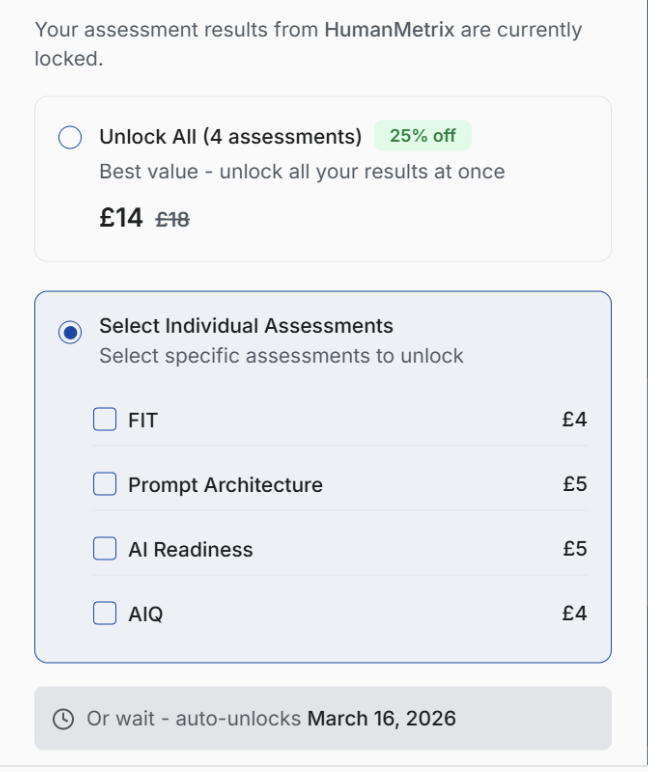 Your assessment results from HumanMetrix are currently
locked.
Unlock All (4 assessments) 25% off
Best value - unlock all your results at once
£14 £18
Select Individual Assessments
Select specific assessments to unlock
FIT £4
Prompt Architecture £5
AI Readiness £5
AIQ £4
Or wait - auto-unlocks March 16, 2026